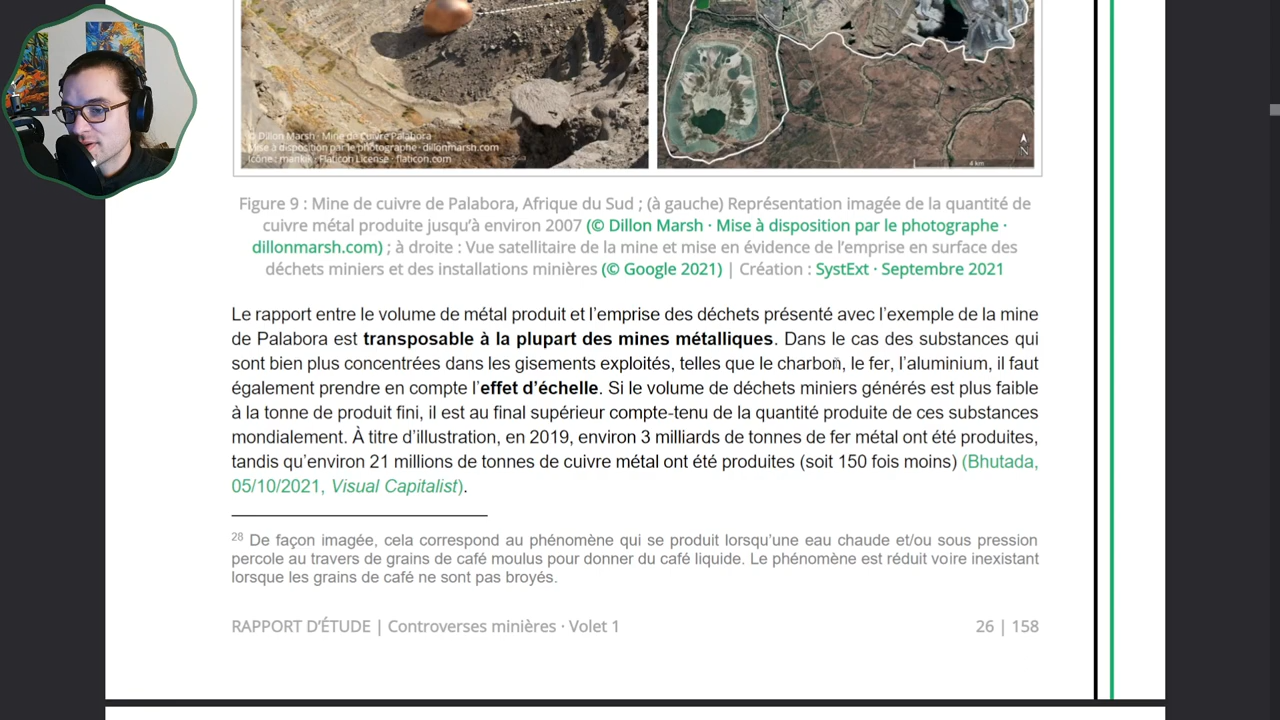 © Dillon Marsh · Mine de Cuivre Palabora
Mise à disposition par le photographe · dillonmarsh.com
Icône : mankik · Flaticon License · flaticon.com
4 km
N
Figure 9 : Mine de cuivre de Palabora, Afrique du Sud ; (à gauche) Représentation imagée de la quantité de
cuivre métal produite jusqu’à environ 2007 (© Dillon Marsh · Mise à disposition par le photographe ·
dillonmarsh.com) ; à droite : Vue satellitaire de la mine et mise en évidence de l’emprise en surface des
déchets miniers et des installations minières (© Google 2021) | Création : SystExt · Septembre 2021
Le rapport entre le volume de métal produit et l’emprise des déchets présenté avec l’exemple de la mine
de Palabora est transposable à la plupart des mines métalliques. Dans le cas des substances qui
sont bien plus concentrées dans les gisements exploités, telles que le charbon, le fer, l’aluminium, il faut
également prendre en compte l’effet d’échelle. Si le volume de déchets miniers générés est plus faible
à la tonne de produit fini, il est au final supérieur compte-tenu de la quantité produite de ces substances
mondialement. À titre d’illustration, en 2019, environ 3 milliards de tonnes de fer métal ont été produites,
tandis qu’environ 21 millions de tonnes de cuivre métal ont été produites (soit 150 fois moins) (Bhutada,
05/10/2021, Visual Capitalist).
28 De façon imagée, cela correspond au phénomène qui se produit lorsqu’une eau chaude et/ou sous pression
percole au travers de grains de café moulus pour donner du café liquide. Le phénomène est réduit voire inexistant
lorsque les grains de café ne sont pas broyés.
RAPPORT D’ÉTUDE | Controverses minières · Volet 1
26 | 158